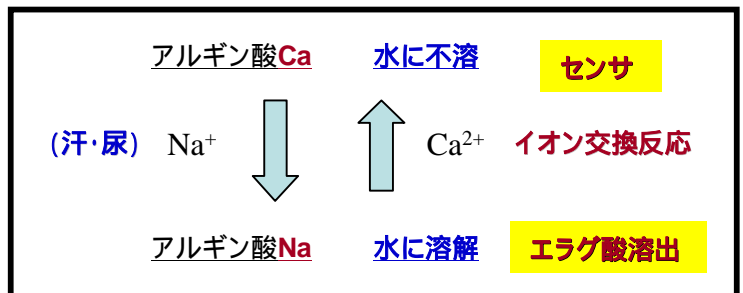 アルギン酸Ca 水に不溶 センサ
(汗・尿) Na⁺ Ca²⁺ イオン交換反応
アルギン酸Na 水に溶解 エラグ酸溶出